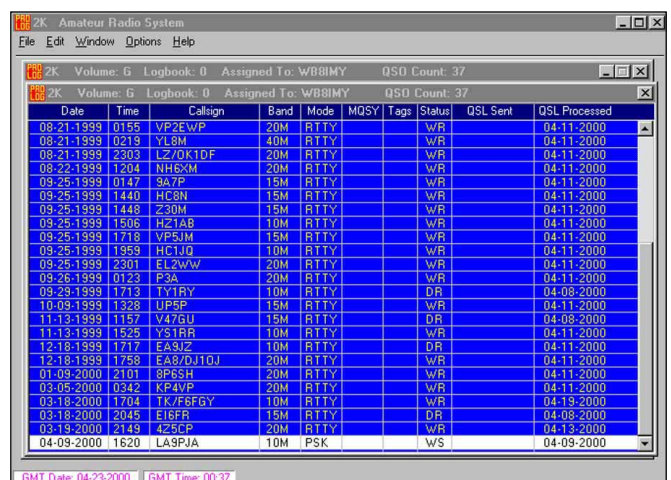 PRO LOG 2K Amateur Radio System
File Edit Window Options Help
PRO LOG 2K Volume: G Logbook: 0 Assigned To: WB8IMY QSO Count: 37
PRO LOG 2K Volume: G Logbook: 0 Assigned To: WB8IMY QSO Count: 37
Date Time Callsign Band Mode MQSY Tags Status QSL Sent QSL Processed
08-21-1999 0155 VP2EWP 20M RTTY WR 04-11-2000
08-21-1999 0219 YL8M 40M RTTY WR 04-11-2000
08-21-1999 2303 LZ/OK1DF 20M RTTY WR 04-11-2000
08-22-1999 1204 NH6XM 20M RTTY WR 04-11-2000
09-25-1999 0147 9A7P 15M RTTY WR 04-11-2000
09-25-1999 1440 HC8N 15M RTTY WR 04-11-2000
09-25-1999 1448 Z30M 15M RTTY WR 04-11-2000
09-25-1999 1506 HZ1AB 10M RTTY WR 04-11-2000
09-25-1999 1718 VP5JM 15M RTTY WR 04-11-2000
09-25-1999 1959 HC1JQ 10M RTTY WR 04-11-2000
09-25-1999 2301 EL2WW 20M RTTY WR 04-11-2000
09-26-1999 0123 P3A 20M RTTY WR 04-11-2000
09-29-1999 1713 TY1RY 10M RTTY DR 04-08-2000
10-09-1999 1328 UP5P 15M RTTY WR 04-11-2000
11-13-1999 1157 V47GU 15M RTTY DR 04-08-2000
11-13-1999 1525 YS1RR 10M RTTY WR 04-11-2000
12-18-1999 1717 EA9JZ 10M RTTY DR 04-11-2000
12-18-1999 1758 EA8/DJ1OJ 20M RTTY WR 04-11-2000
01-09-2000 2101 8P6SH 20M RTTY WR 04-11-2000
03-05-2000 0342 KP4VP 20M RTTY WR 04-11-2000
03-18-2000 1704 TK/F6FGY 10M RTTY WR 04-19-2000
03-18-2000 2045 EI6FR 15M RTTY DR 04-08-2000
03-19-2000 2149 4Z5CP 20M RTTY WR 04-13-2000
04-09-2000 1620 LA9PJA 10M PSK WS 04-09-2000
GMT Date: 04-23-2000 GMT Time: 00:37